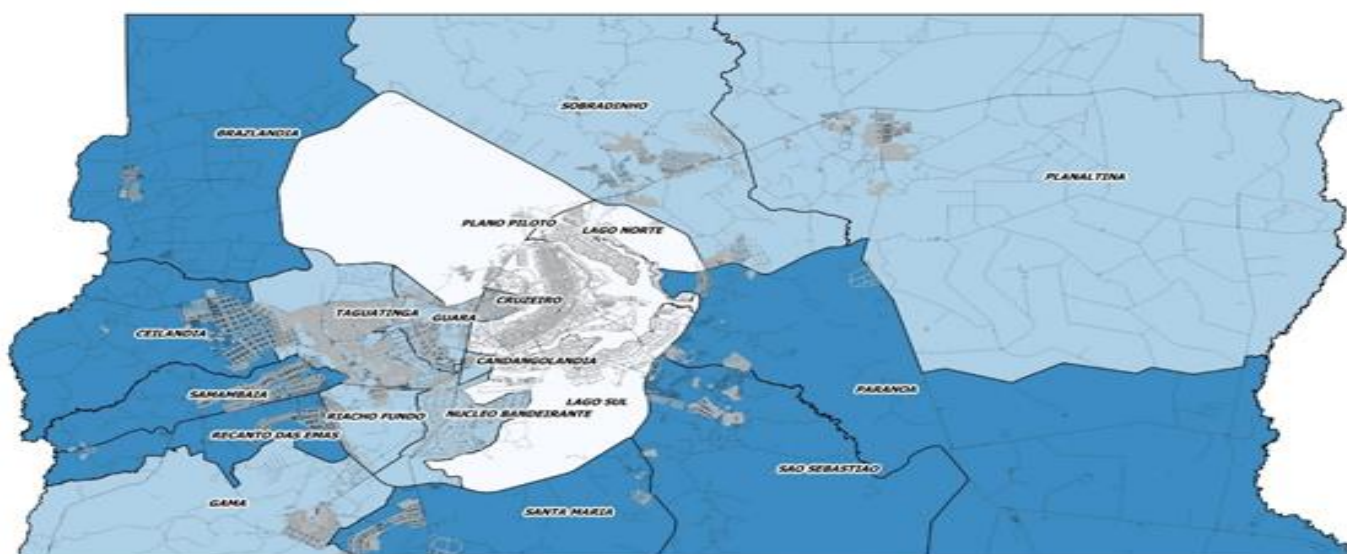 SOBRADINHO
BRAZLANDIA
PLANALTINA
PLANO PILOTO
LAGO NORTE
CRUZEIRO
TAGUATINGA
GUARA
CEILANDIA
CANDANGOLANDIA
PARANOA
SAMAMBAIA
LAGO SUL
RIACHO FUNDO
NUCLEO BANDEIRANTE
RECANTO DAS EMAS
SAO SEBASTIAO
GAMA
SANTA MARIA